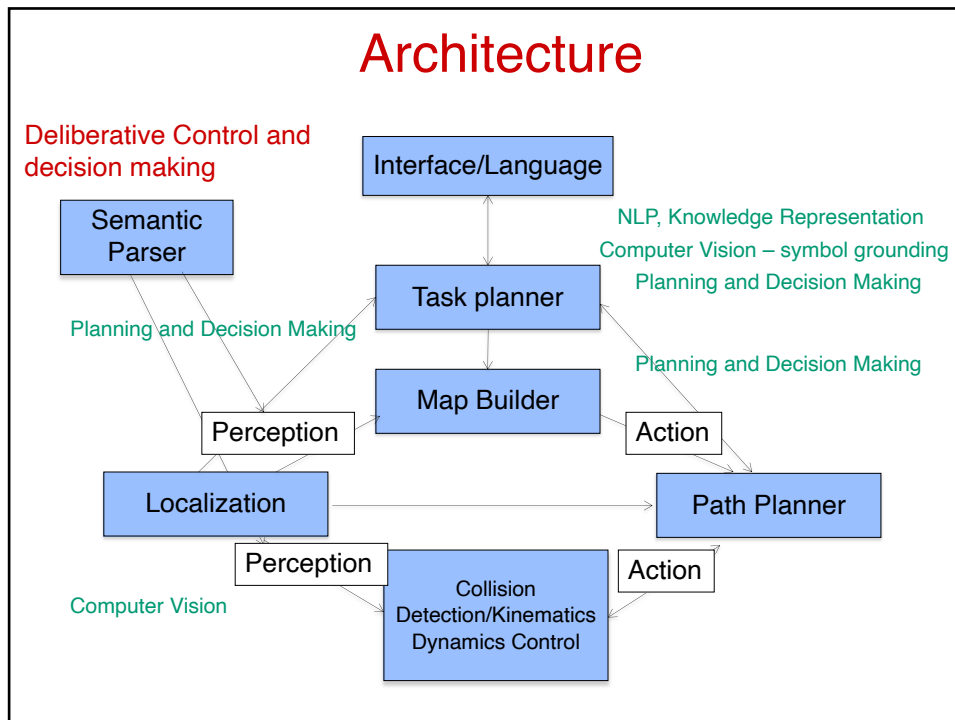 Architecture
Deliberative Control and
decision making
Interface/Language
Semantic
Parser
NLP, Knowledge Representation
Computer Vision – symbol grounding
Planning and Decision Making
Task planner
Planning and Decision Making
Planning and Decision Making
Map Builder
Perception
Action
Localization
Path Planner
Perception
Action
Collision
Detection/Kinematics
Dynamics Control
Computer Vision